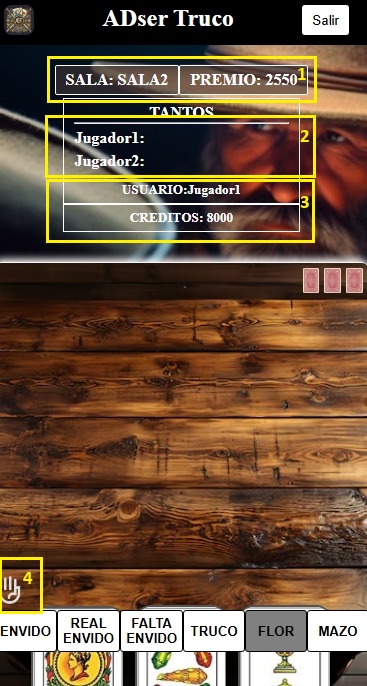 ADser Truco
Salir
SALA: SALA2
PREMIO: 2550
1
TANTOS
2
Jugador1:
Jugador2:
USUARIO:Jugador1
3
CREDITOS: 8000
4
ENVIDO
REAL
ENVIDO
FALTA
ENVIDO
TRUCO
FLOR
MAZO